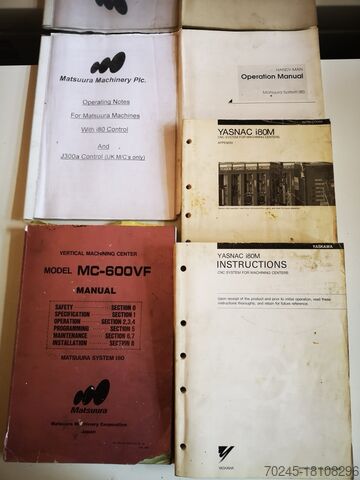 Matsuura Machinery Plc.
Operating Notes
For Matsuura Machines
With i80 Control
And
J300a Control (UK M/C's only)
HANDY MAN
Operation Manual
Matsuura System i80
YASNAC i80M
CNC SYSTEM FOR MACHINING CENTERS
APPENDIX
VERTICAL MACHINING CENTER
MODEL MC-600VF
MANUAL
SAFETY SECTION 0
SPECIFICATION SECTION 1
OPERATION SECTION 2,3,4
PROGRAMMING SECTION 5
MAINTENANCE SECTION 6,7
INSTALLATION SECTION 8
MATSUURA SYSTEM I80
Matsuura
Matsuura Machinery Corporation
Japan
YASKAWA
YASNAC i80M
INSTRUCTIONS
CNC SYSTEM FOR MACHINING CENTERS
Upon receipt of the product and prior to initial operation, read these
instructions thoroughly, and retain for future reference.
YASKAWA
70245-18108296